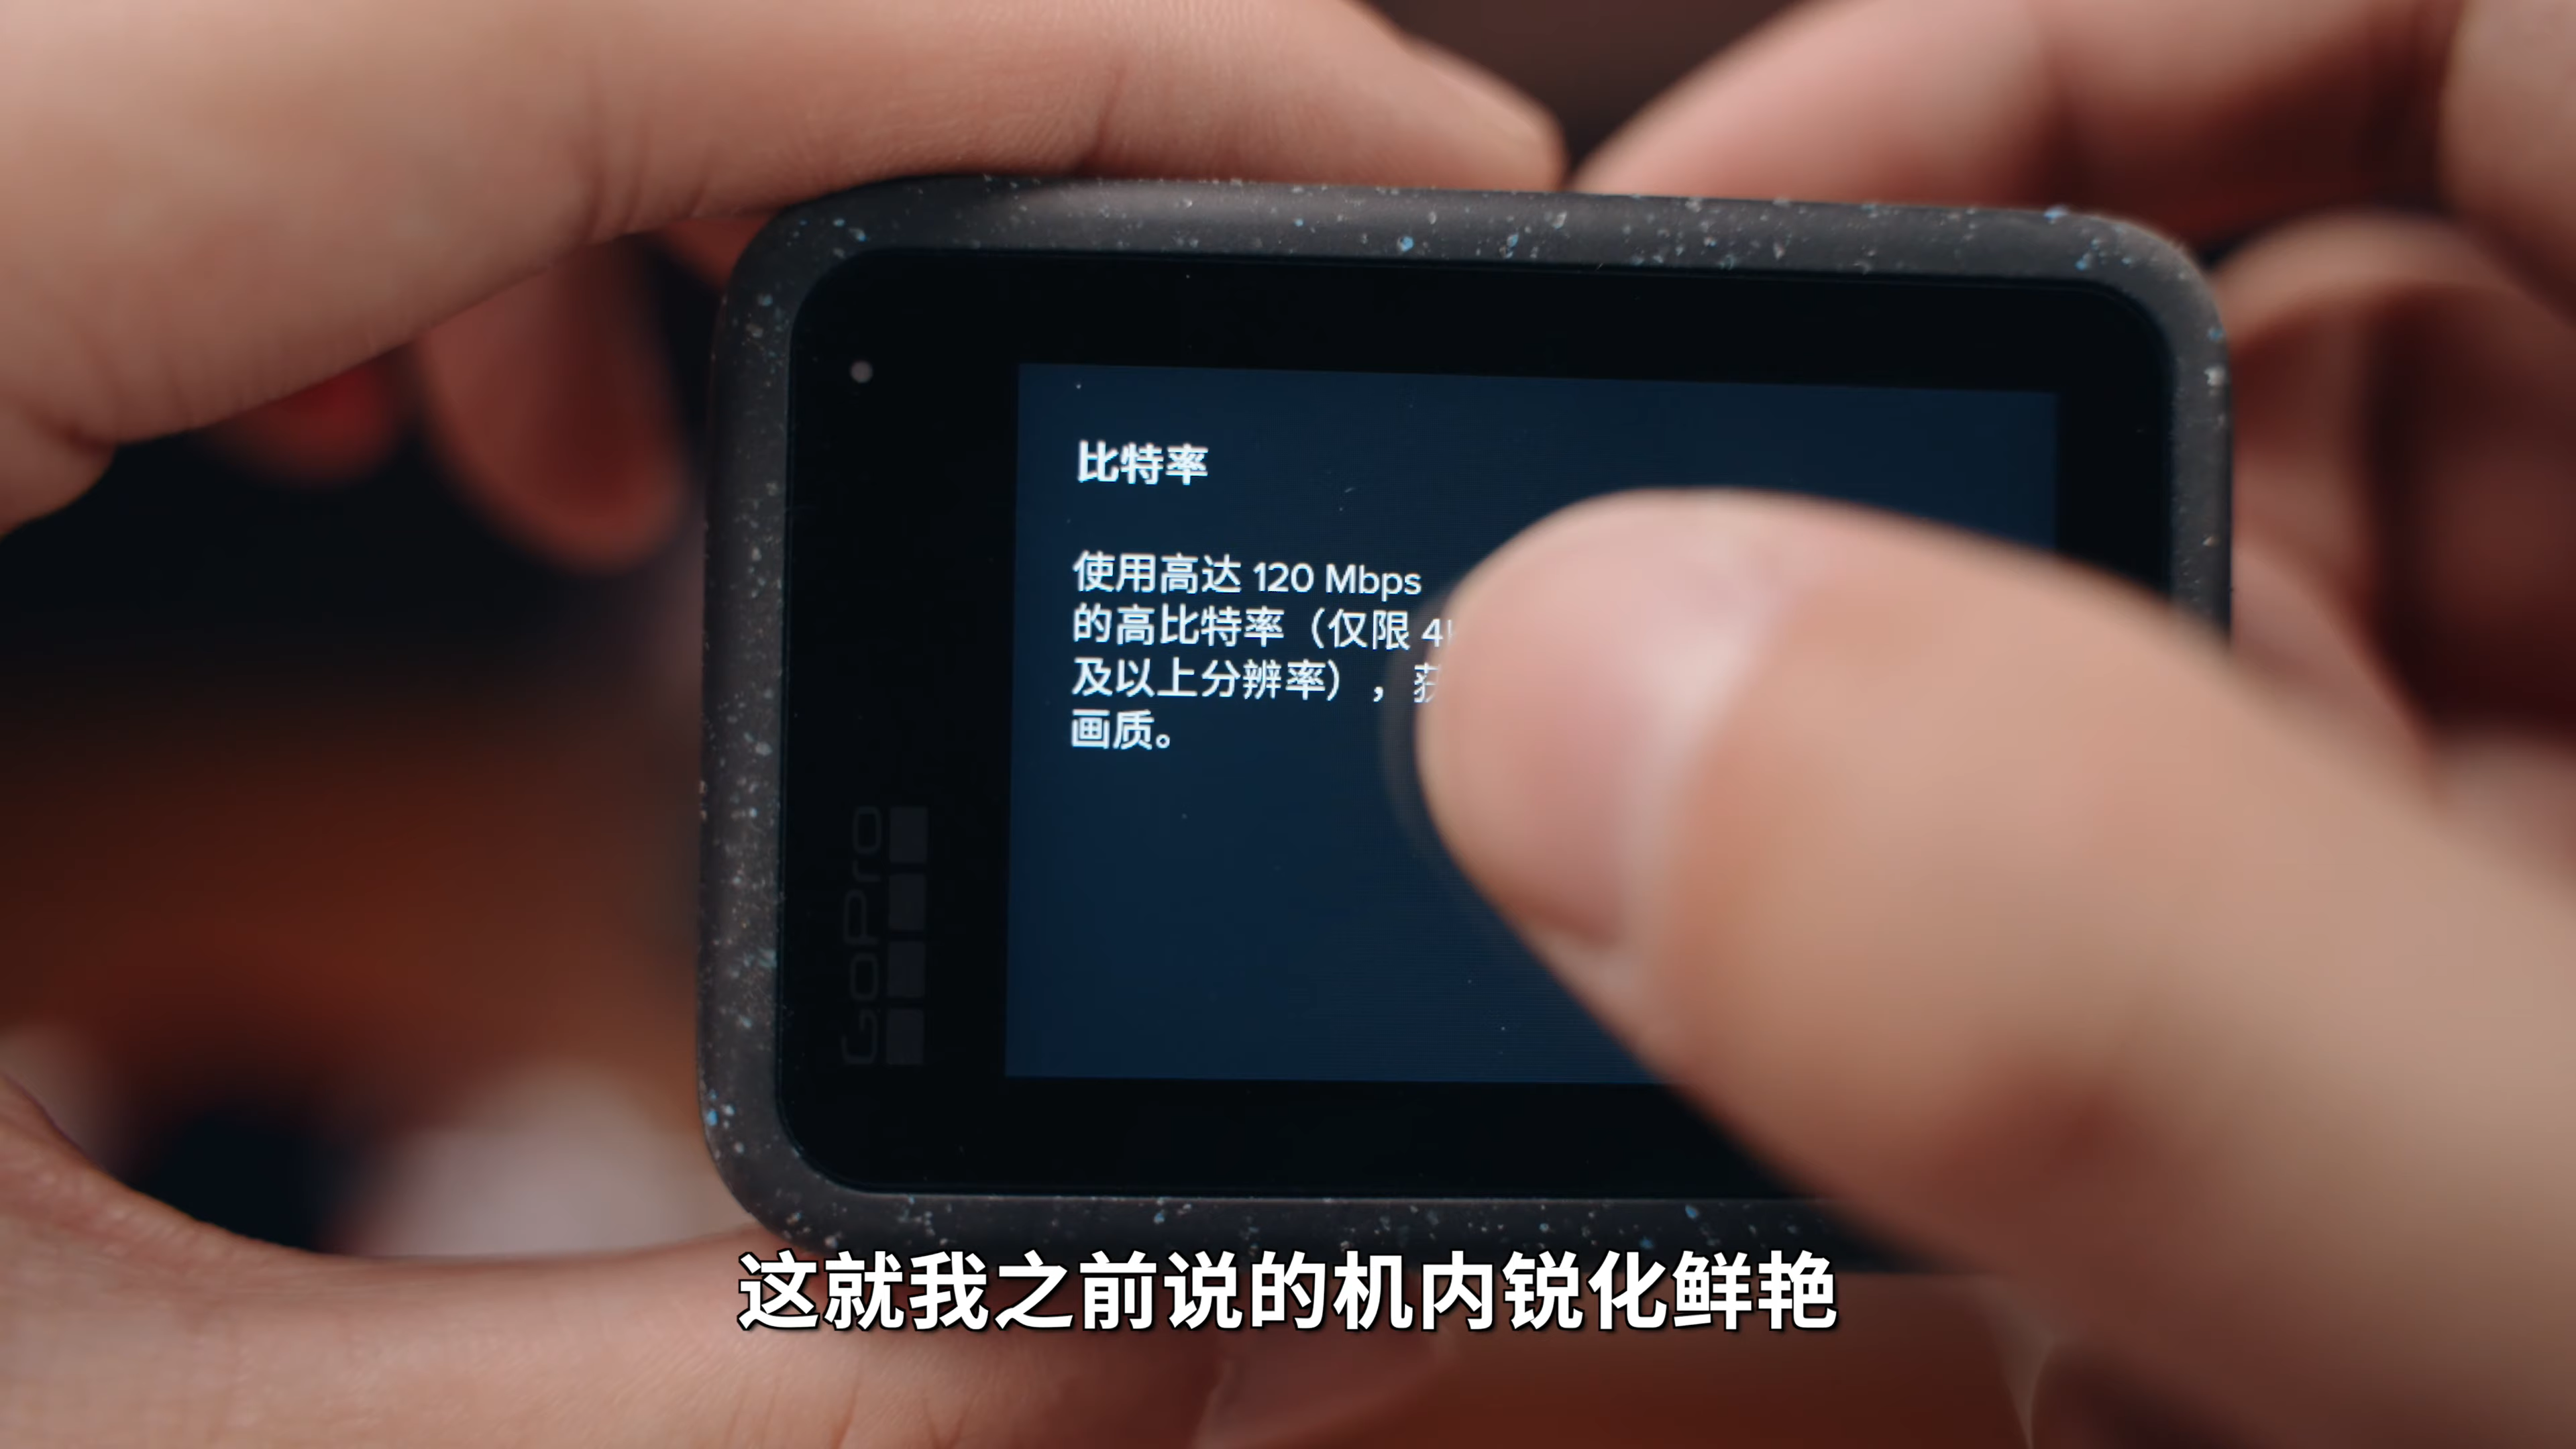 比特率
使用高达 120 Mbps
的高比特率（仅限
及以上分辨率），
画质。
GoPro
这就我之前说的机内锐化鲜艳